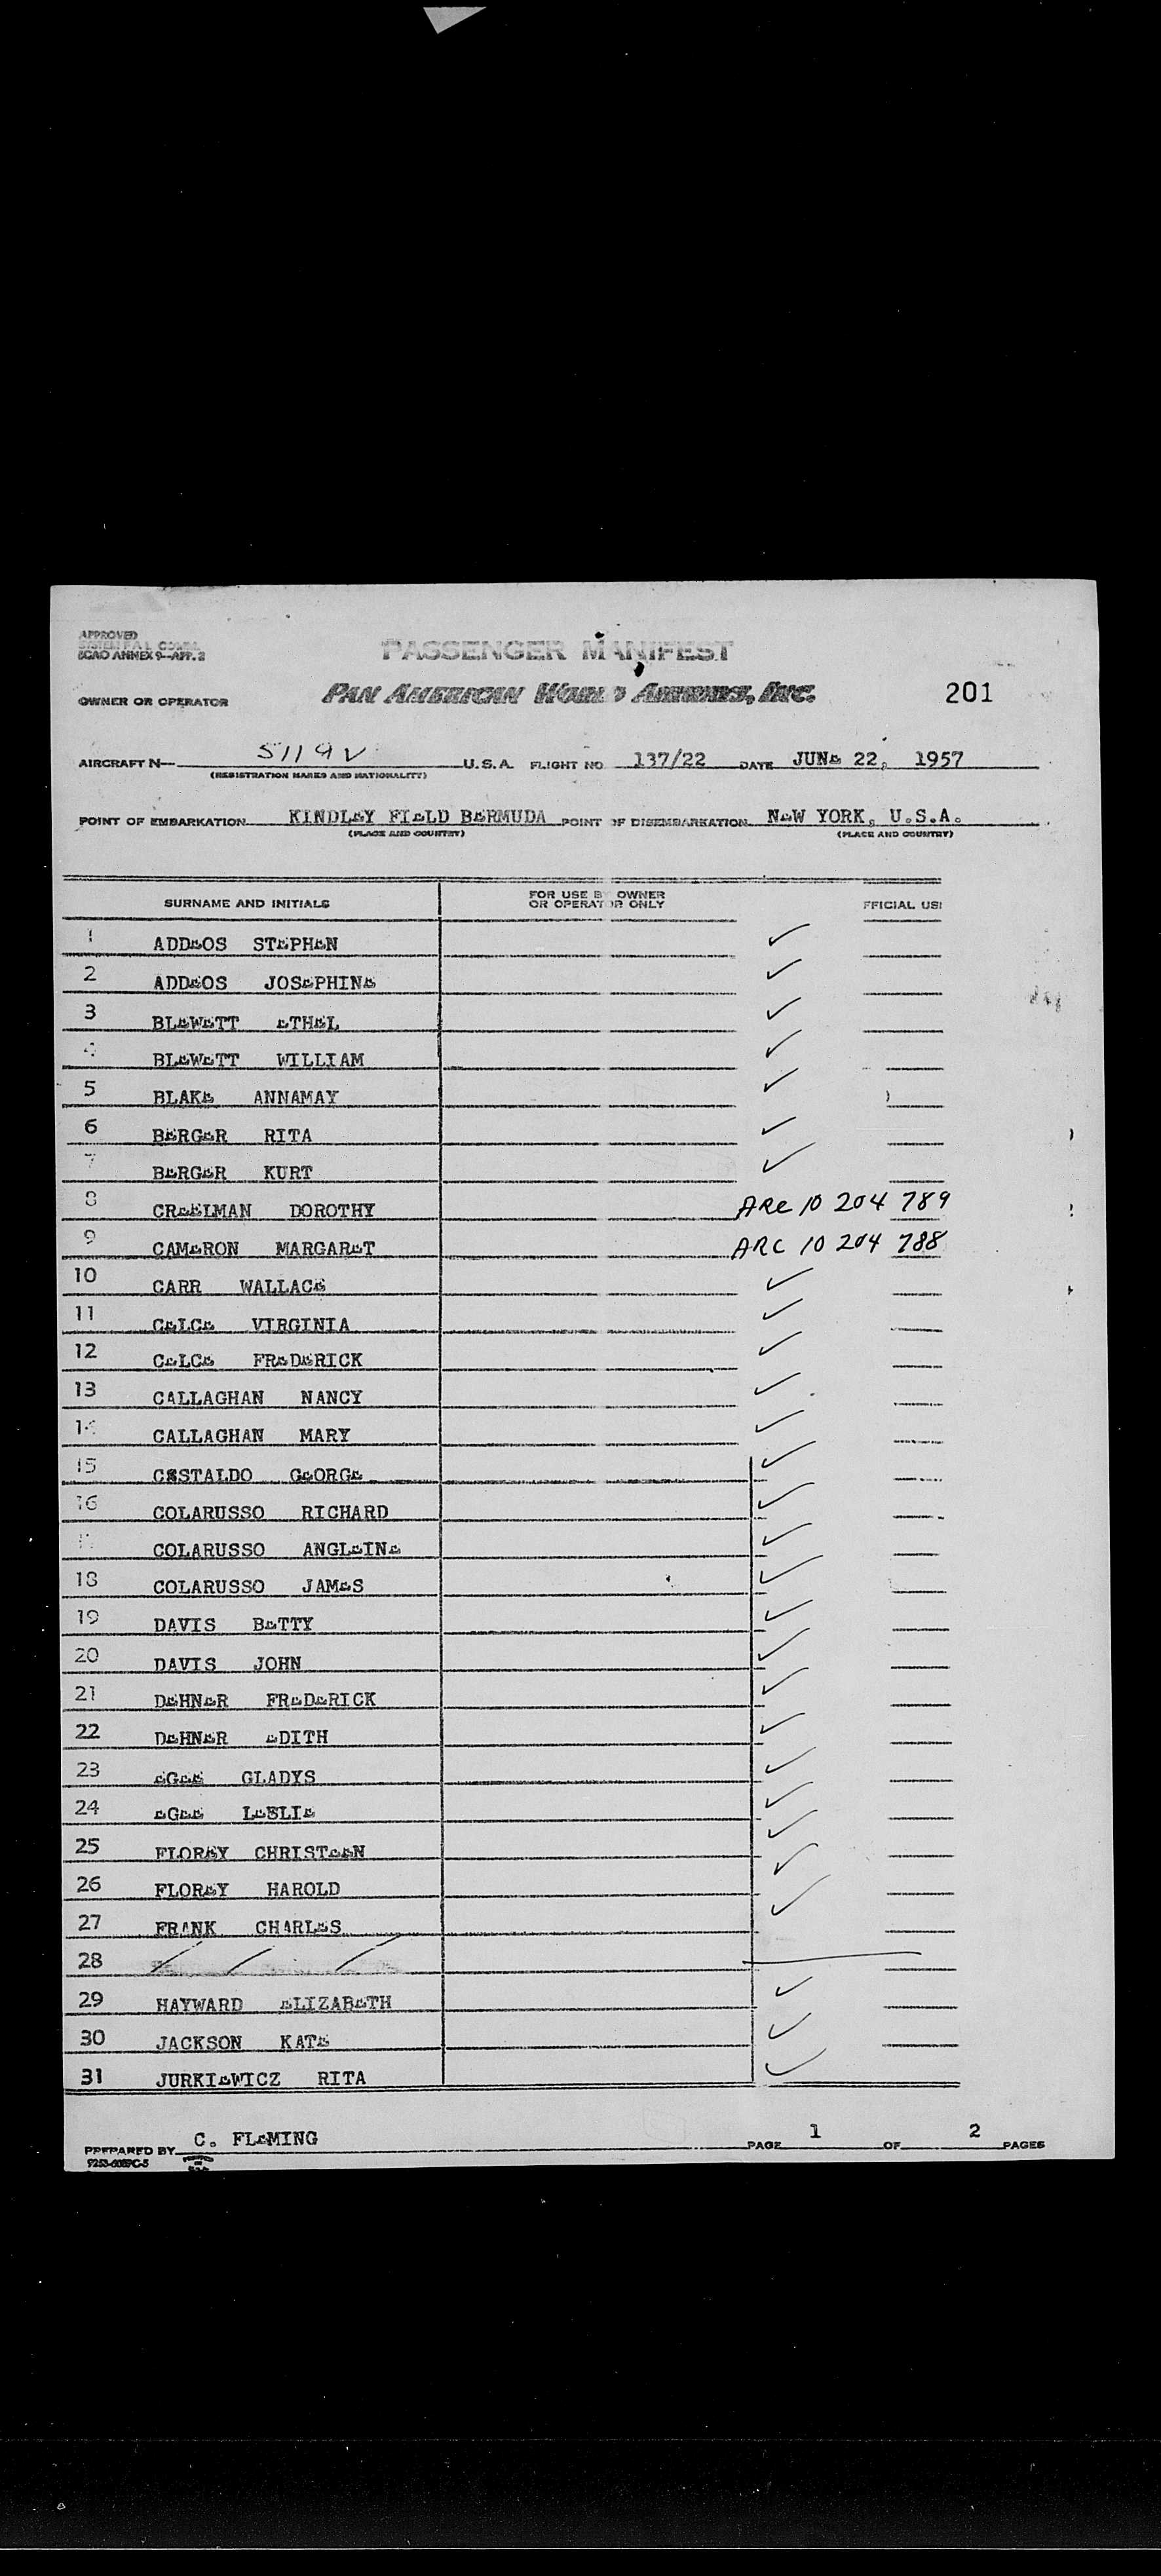 APPROVED
ICAO ANNEX 9—APP. 2
PASSENGER MANIFEST
OWNER OR OPERATOR PAN AMERICAN WORLD AIRWAYS, INC. 201
AIRCRAFT N— 5119V U.S.A. FLIGHT NO 137/22 DATE JUNE 22, 1957
(REGISTRATION MARKS AND NATIONALITY)
POINT OF EMBARKATION KINDLEY FIELD BERMUDA POINT OF DISEMBARKATION NEW YORK, U.S.A.
(PLACE AND COUNTRY) (PLACE AND COUNTRY)
SURNAME AND INITIALS FOR USE BY OWNER OR OPERATOR ONLY FFICIAL US
1 ADDEOS STEPHEN ✓
2 ADDEOS JOSEPHINE ✓
3 BLEWETT ETHEL ✓
4 BLEWETT WILLIAM ✓
5 BLAKE ANNAMAY ✓
6 BERGER RITA ✓
7 BERGER KURT ✓
8 CREELMAN DOROTHY ARC 10 204 789
9 CAMERON MARGARET ARC 10 204 788
10 CARR WALLACE ✓
11 CELCE VIRGINIA ✓
12 CELCE FREDERICK ✓
13 CALLAGHAN NANCY ✓
14 CALLAGHAN MARY ✓
15 CASTALDO GEORGE ✓
16 COLARUSSO RICHARD ✓
17 COLARUSSO ANGLEINE ✓
18 COLARUSSO JAMES ✓
19 DAVIS BETTY ✓
20 DAVIS JOHN ✓
21 DEHNER FREDERICK ✓
22 DEHNER EDITH ✓
23 EGEE GLADYS ✓
24 EGEE LESLIE ✓
25 FLOREY CHRISTEEN ✓
26 FLOREY HAROLD ✓
27 FRANK CHARLES ✓
28 / / /
29 HAYWARD ELIZABETH ✓
30 JACKSON KATE ✓
31 JURKIEWICZ RITA ✓
PREPARED BY C. FLEMING PAGE 1 OF 2 PAGES